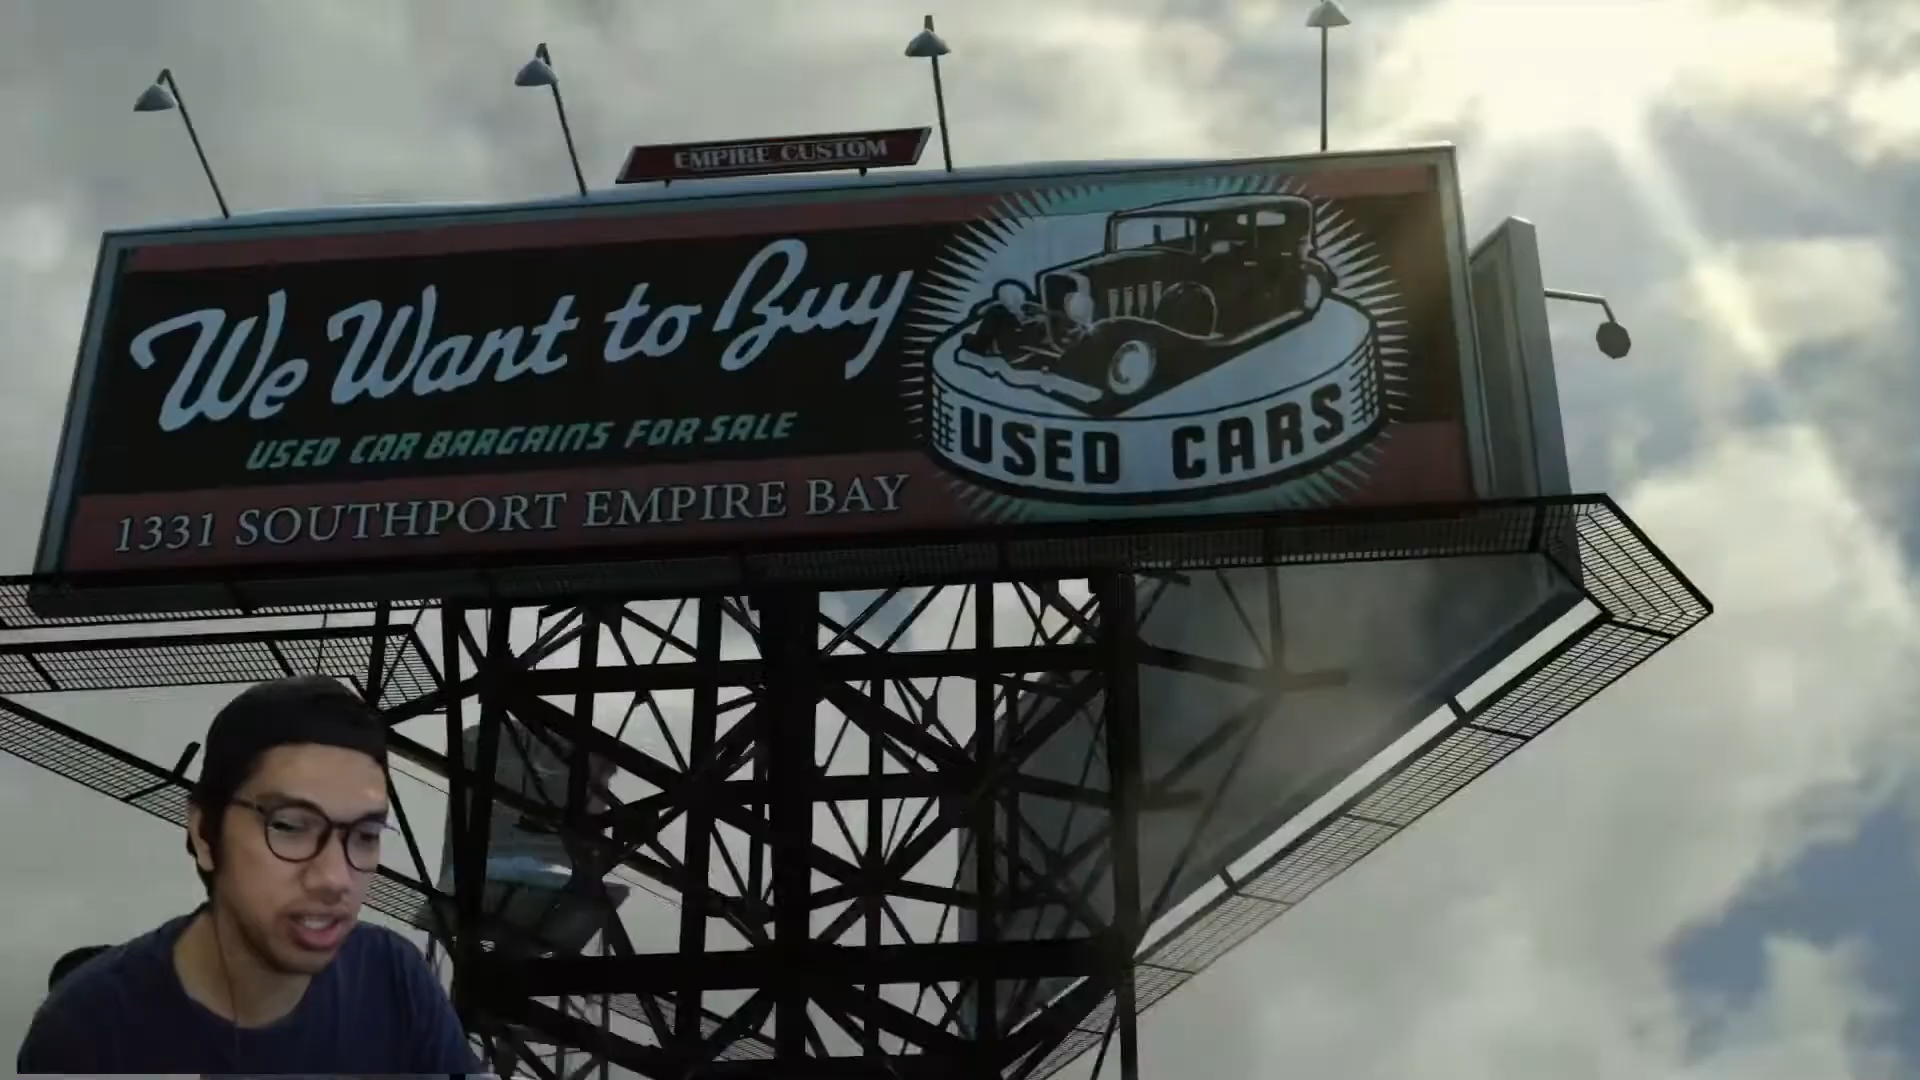 EMPIRE CUSTOM
We Want to Buy
USED CAR BARGAINS FOR SALE
1331 SOUTHPORT EMPIRE BAY
USED CARS